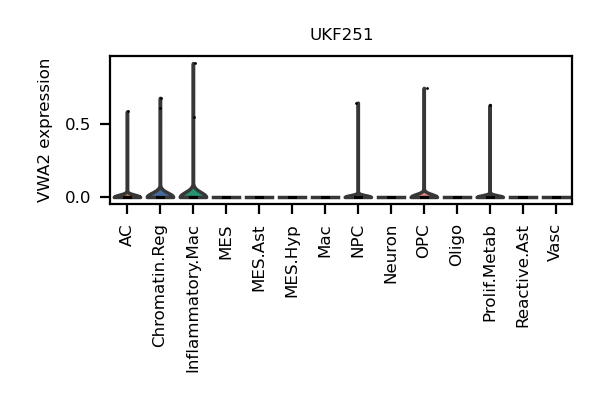 UKF251
VWA2 expression
0.5
0.0
AC
Chromatin.Reg
Inflammatory.Mac
MES
MES.Ast
MES.Hyp
Mac
NPC
Neuron
OPC
Oligo
Prolif.Metab
Reactive.Ast
Vasc